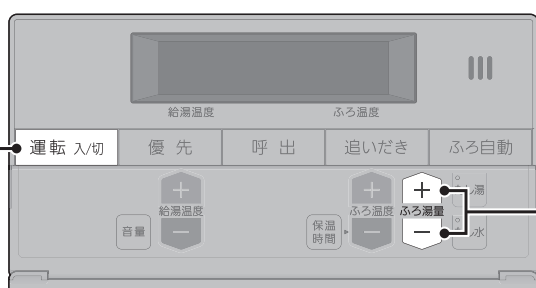 給湯温度 ふろ温度
運転 入/切 優先 呼出 追いだき ふろ自動
+ + +
給湯温度 ふろ温度 ふろ湯量
音量 保温時間
− − −
し湯
し水